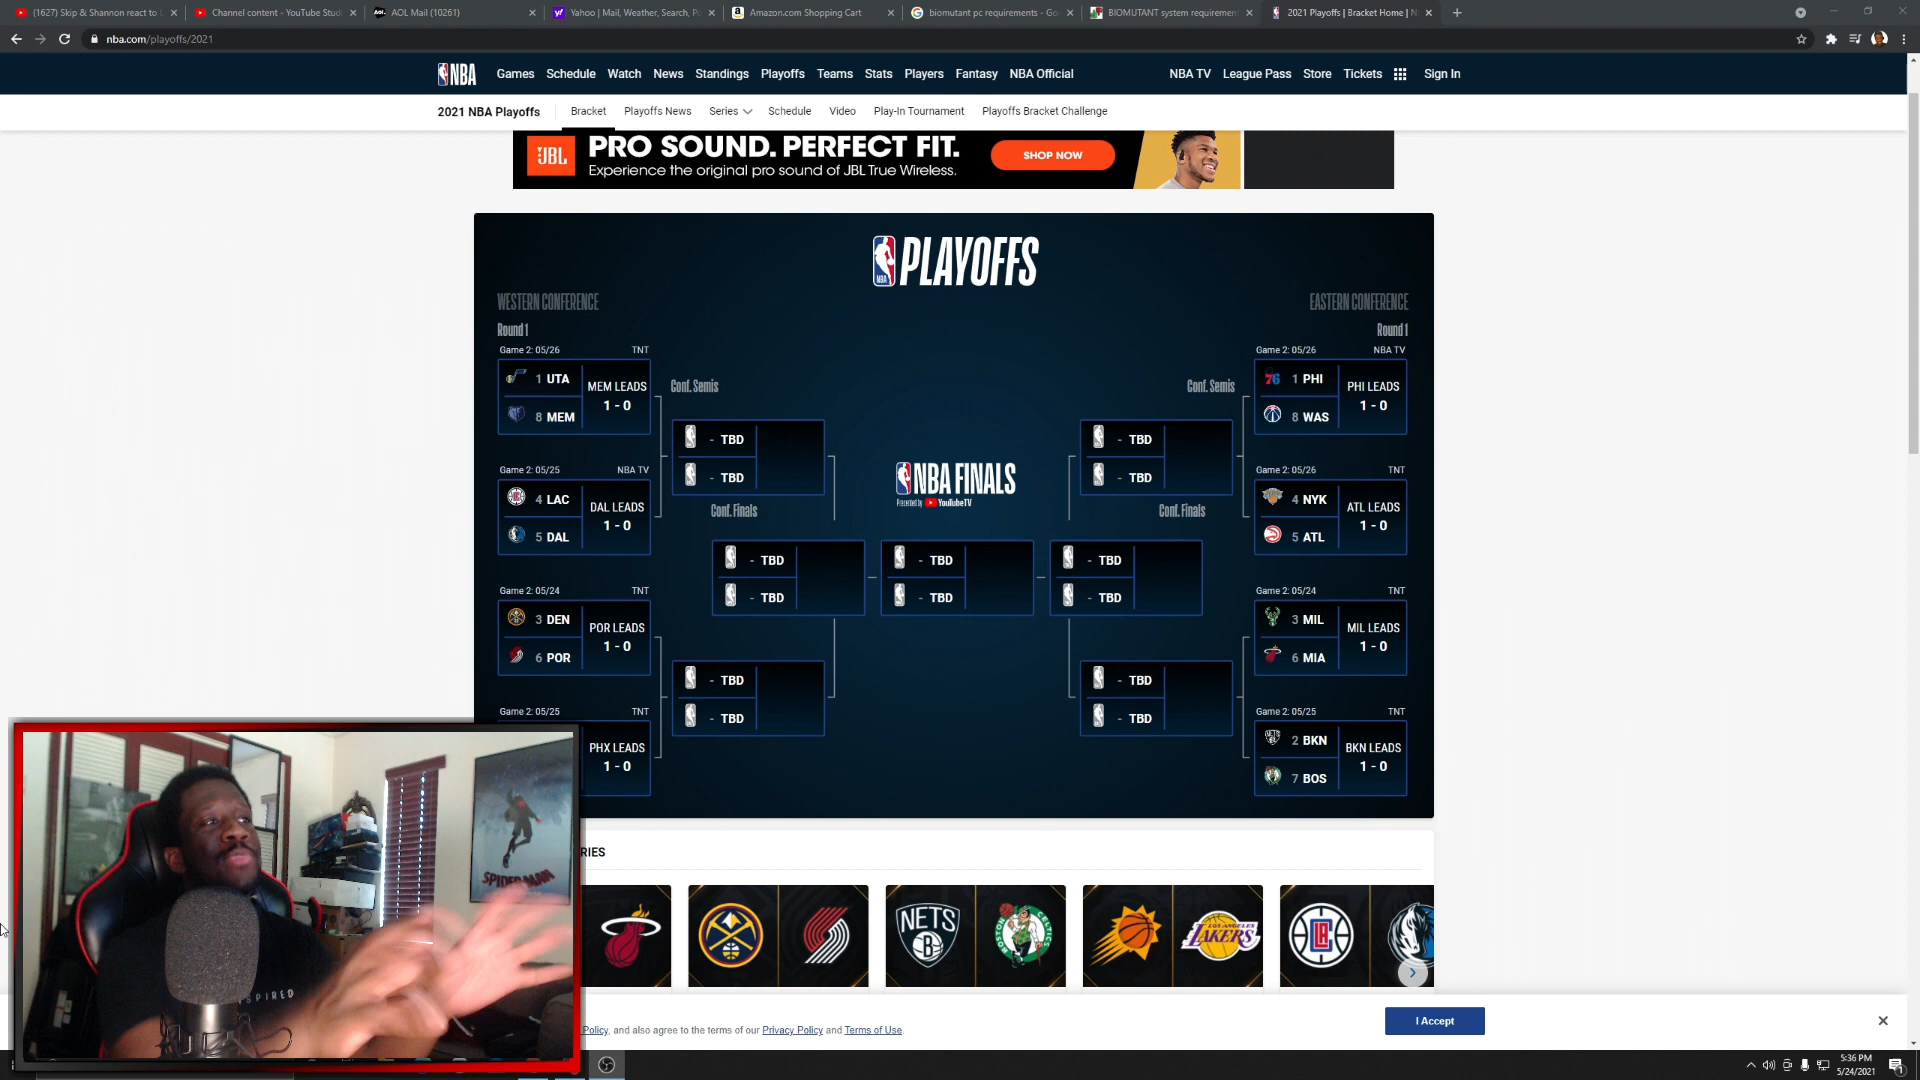 (1627) Skip & Shannon react to L
Channel content - YouTube Studi
AOL Mail (10261)
Yahoo | Mail, Weather, Search, Po
Amazon.com Shopping Cart
biomutant pc requirements - Goo
BIOMUTANT system requirement
2021 Playoffs | Bracket Home | N
nba.com/playoffs/2021
NBA Games Schedule Watch News Standings Playoffs Teams Stats Players Fantasy NBA Official NBA TV League Pass Store Tickets Sign In
2021 NBA Playoffs Bracket Playoffs News Series Schedule Video Play-In Tournament Playoffs Bracket Challenge
JBL
PRO SOUND. PERFECT FIT.
Experience the original pro sound of JBL True Wireless.
SHOP NOW
NBA PLAYOFFS
WESTERN CONFERENCE
Round 1
Game 2: 05/26 TNT
1 UTA
8 MEM
MEM LEADS
1 - 0
Game 2: 05/25 NBA TV
4 LAC
5 DAL
DAL LEADS
1 - 0
Game 2: 05/24 TNT
3 DEN
6 POR
POR LEADS
1 - 0
Game 2: 05/25 TNT
PHX LEADS
1 - 0
Conf. Semis
- TBD
- TBD
Conf. Finals
- TBD
- TBD
- TBD
- TBD
NBA FINALS
Presented by YouTubeTV
- TBD
- TBD
Conf. Semis
- TBD
- TBD
Conf. Finals
- TBD
- TBD
- TBD
- TBD
EASTERN CONFERENCE
Round 1
Game 2: 05/26 NBA TV
1 PHI
8 WAS
PHI LEADS
1 - 0
Game 2: 05/26 TNT
4 NYK
5 ATL
ATL LEADS
1 - 0
Game 2: 05/24 TNT
3 MIL
6 MIA
MIL LEADS
1 - 0
Game 2: 05/25 TNT
2 BKN
7 BOS
BKN LEADS
1 - 0
RIES
NETS
B
BOSTON
CELTICS
LOS ANGELES
LAKERS
Policy, and also agree to the terms of our Privacy Policy and Terms of Use.
I Accept
SPIDER-MAN
SPIRED
5:36 PM
5/24/2021